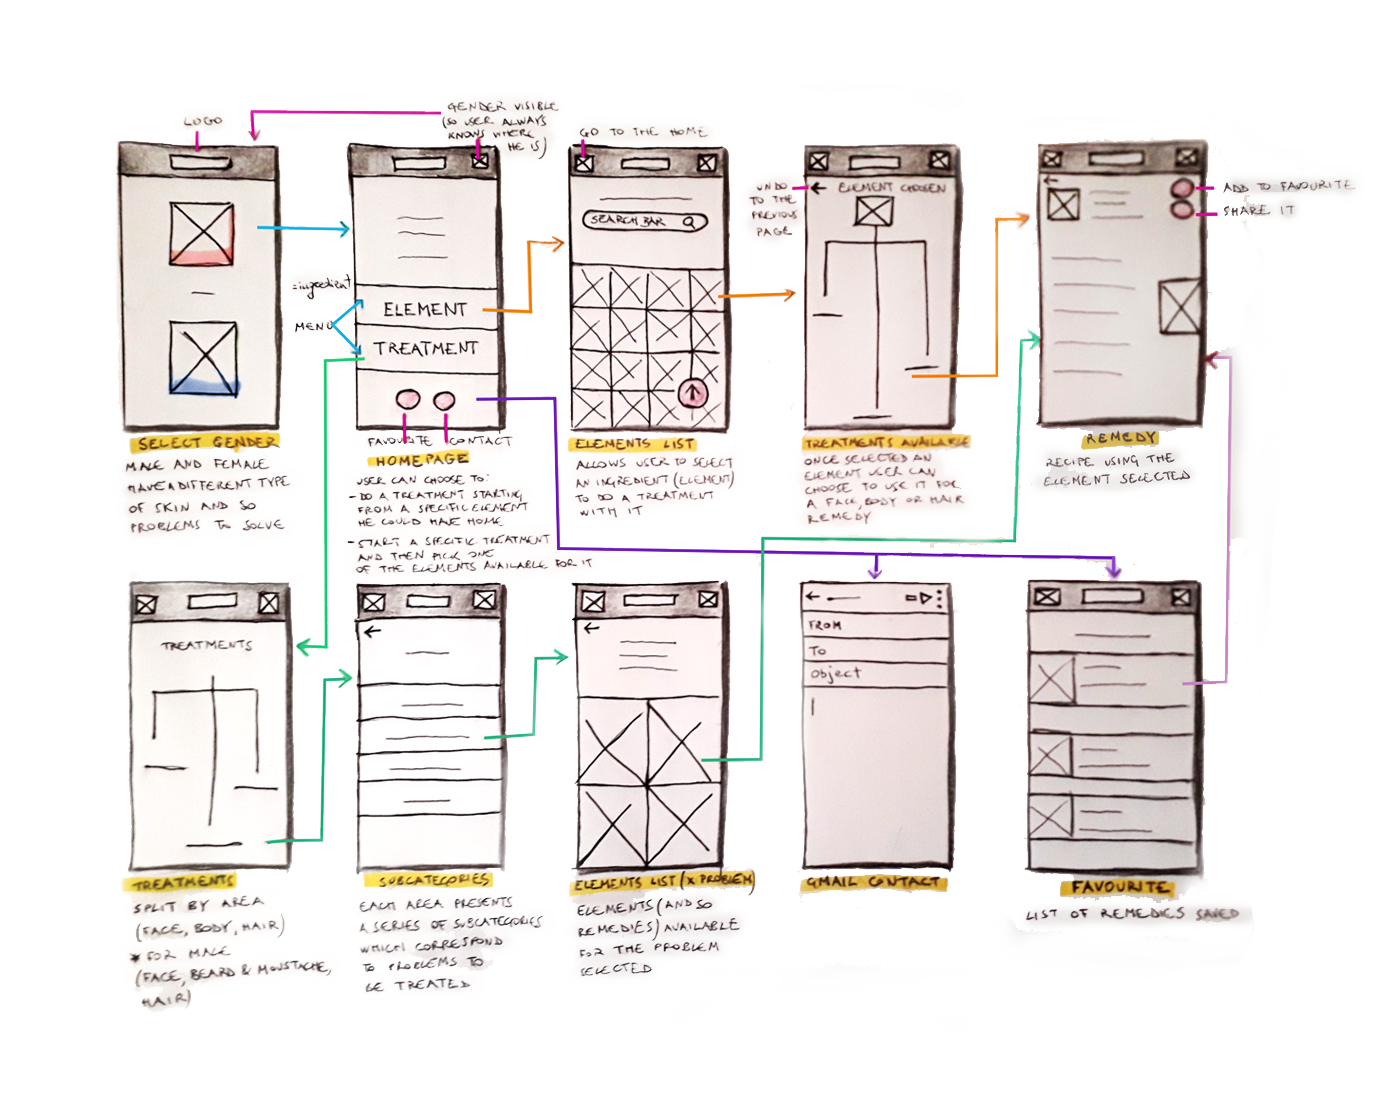 LOGO
GENDER VISIBLE
(SO USER ALWAYS
KNOWS WHERE
HE IS)
GO TO THE HOME
=ingredient
MENU
ELEMENT
TREATMENT
FAVOURITE
CONTACT
SEARCH BAR
UNDO
TO THE
PREVIOUS
PAGE
ELEMENT CHOOSEN
ADD TO FAVOURITE
SHARE IT
SELECT GENDER
MALE AND FEMALE
HAVE A DIFFERENT TYPE
OF SKIN AND SO
PROBLEMS TO SOLVE
HOMEPAGE
USER CAN CHOOSE TO:
- DO A TREATMENT STARTING
FROM A SPECIFIC ELEMENT
HE COULD HAVE HOME
- START A SPECIFIC TREATMENT
AND THEN PICK ONE
OF THE ELEMENTS AVAILABLE FOR IT
ELEMENTS LIST
ALLOWS USER TO SELECT
AN INGREDIENT (ELEMENT)
TO DO A TREATMENT
WITH IT
TREATMENTS AVAILABLE
ONCE SELECTED AN
ELEMENT USER CAN
CHOOSE TO USE IT FOR
A FACE, BODY OR HAIR
REMEDY
REMEDY
RECIPE USING THE
ELEMENT SELECTED
TREATMENTS
FROM
TO
Object
TREATMENTS
SPLIT BY AREA
(FACE, BODY, HAIR)
* FOR MALE
(FACE, BEARD & MOUSTACHE,
HAIR)
SUBCATEGORIES
EACH AREA PRESENTS
A SERIES OF SUBCATEGORIES
WHICH CORRESPOND
TO PROBLEMS TO
BE TREATED
ELEMENTS LIST (X PROBLEM)
ELEMENTS (AND SO
REMEDIES) AVAILABLE
FOR THE PROBLEM
SELECTED
GMAIL CONTACT
FAVOURITE
LIST OF REMEDIES SAVED